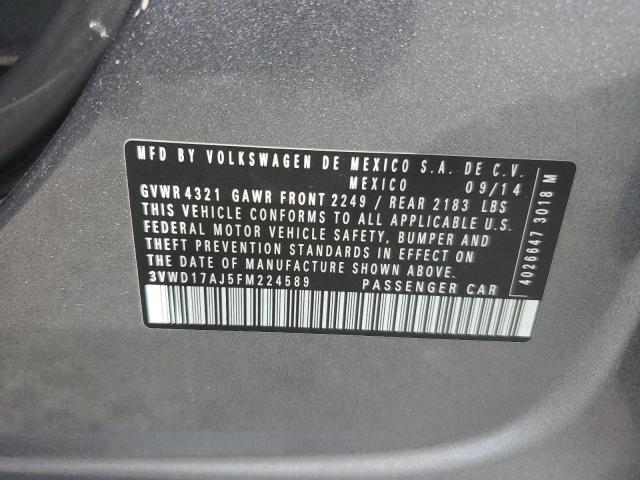 MFD BY VOLKSWAGEN DE MEXICO S.A. DE C.V.
MEXICO 09/14
GVWR 4321 GAWR FRONT 2249 / REAR 2183 LBS
THIS VEHICLE CONFORMS TO ALL APPLICABLE U.S.
FEDERAL MOTOR VEHICLE SAFETY, BUMPER AND
THEFT PREVENTION STANDARDS IN EFFECT ON
THE DATE OF MANUFACTURE SHOWN ABOVE.
3VWD17AJ5FM224589 PASSENGER CAR
4026647 3018 M